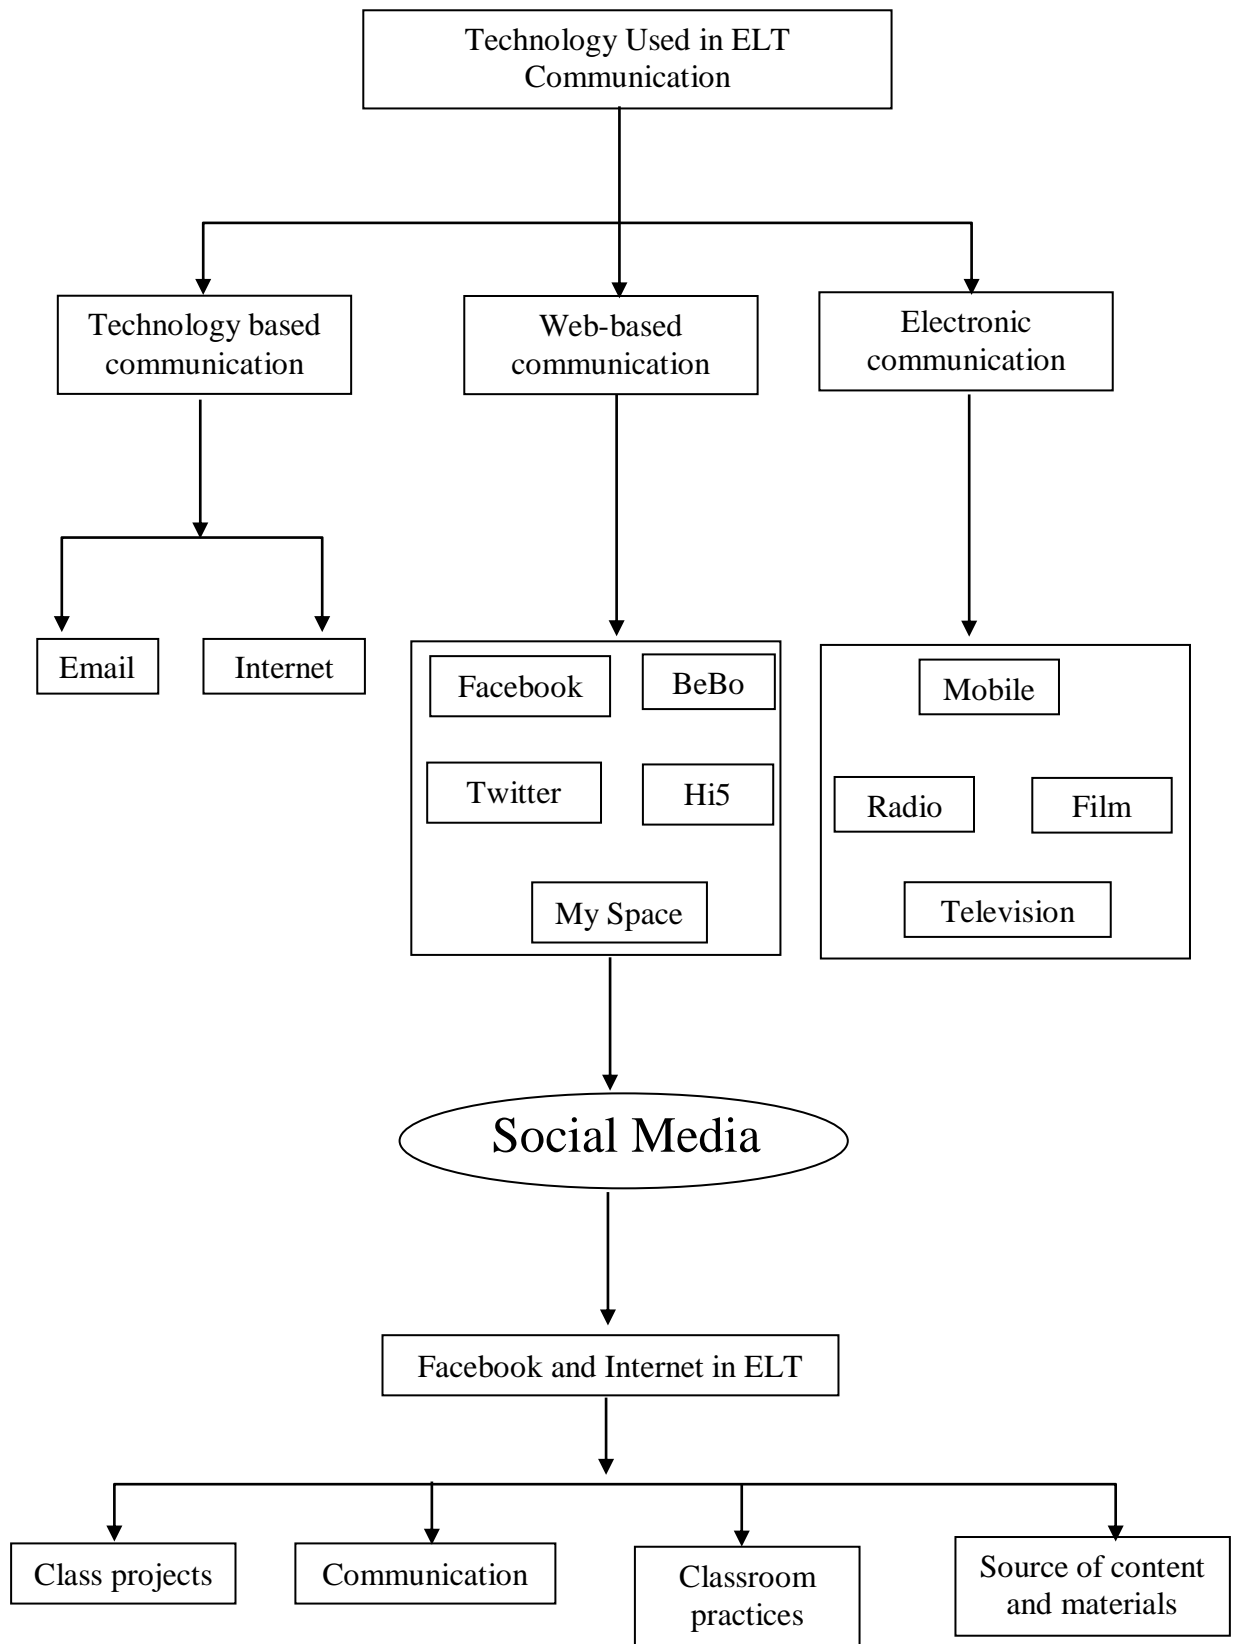 Technology Used in ELT
Communication
Technology based
communication
Web-based
communication
Electronic
communication
Email
Internet
Facebook
BeBo
Twitter
Hi5
My Space
Mobile
Radio
Film
Television
Social Media
Facebook and Internet in ELT
Class projects
Communication
Classroom
practices
Source of content
and materials